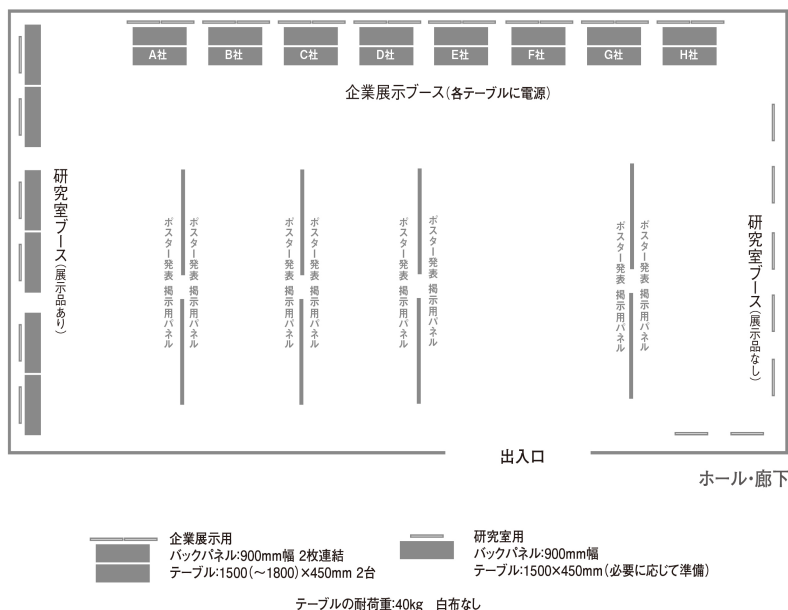 A社
B社
C社
D社
E社
F社
G社
H社
企業展示ブース(各テーブルに電源)
研究室ブース(展示品あり)
ポスター発表 掲示用パネル
ポスター発表 掲示用パネル
ポスター発表 掲示用パネル
ポスター発表 掲示用パネル
ポスター発表 掲示用パネル
ポスター発表 掲示用パネル
ポスター発表 掲示用パネル
ポスター発表 掲示用パネル
研究室ブース(展示品なし)
出入口
ホール・廊下
企業展示用
バックパネル:900mm幅 2枚連結
テーブル:1500(〜1800)×450mm 2台
研究室用
バックパネル:900mm幅
テーブル:1500×450mm(必要に応じて準備)
テーブルの耐荷重:40kg 白布なし